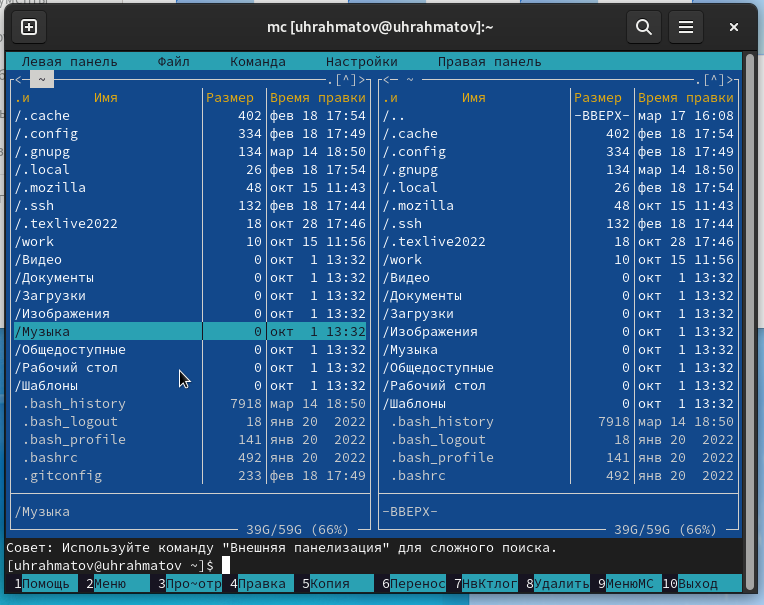 mc [uhrahmatov@uhrahmatov]:~
Левая панель Файл Команда Настройки Правая панель
<─ ~ .[^]> <─ ~ .[^]>
.и Имя Размер Время правки .и Имя Размер Время правки
/.cache 402 фев 18 17:54 /.. -ВВЕРХ- мар 17 16:08
/.config 334 фев 18 17:49 /.cache 402 фев 18 17:54
/.gnupg 134 мар 14 18:50 /.config 334 фев 18 17:49
/.local 26 фев 18 17:54 /.gnupg 134 мар 14 18:50
/.mozilla 48 окт 15 11:43 /.local 26 фев 18 17:54
/.ssh 132 фев 18 17:44 /.mozilla 48 окт 15 11:43
/.texlive2022 18 окт 28 17:46 /.ssh 132 фев 18 17:44
/work 10 окт 15 11:56 /.texlive2022 18 окт 28 17:46
/Видео 0 окт 1 13:32 /work 10 окт 15 11:56
/Документы 0 окт 1 13:32 /Видео 0 окт 1 13:32
/Загрузки 0 окт 1 13:32 /Документы 0 окт 1 13:32
/Изображения 0 окт 1 13:32 /Загрузки 0 окт 1 13:32
/Музыка 0 окт 1 13:32 /Изображения 0 окт 1 13:32
/Общедоступные 0 окт 1 13:32 /Музыка 0 окт 1 13:32
/Рабочий стол 0 окт 1 13:32 /Общедоступные 0 окт 1 13:32
/Шаблоны 0 окт 1 13:32 /Рабочий стол 0 окт 1 13:32
.bash_history 7918 мар 14 18:50 /Шаблоны 0 окт 1 13:32
.bash_logout 18 янв 20 2022 .bash_history 7918 мар 14 18:50
.bash_profile 141 янв 20 2022 .bash_logout 18 янв 20 2022
.bashrc 492 янв 20 2022 .bash_profile 141 янв 20 2022
.gitconfig 233 фев 18 17:49 .bashrc 492 янв 20 2022
/Музыка -ВВЕРХ-
39G/59G (66%) 39G/59G (66%)
Совет: Используйте команду "Внешняя панелизация" для сложного поиска.
[uhrahmatov@uhrahmatov ~]$
1Помощь 2Меню 3Про~отр 4Правка 5Копия 6Перенос 7НвКтлог 8Удалить 9МенюМС 10Выход